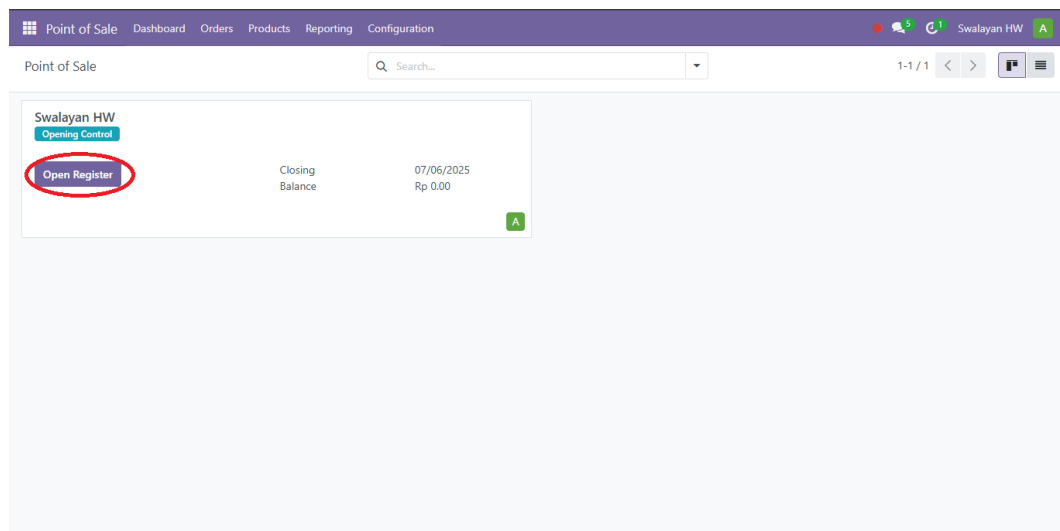 Point of Sale Dashboard Orders Products Reporting Configuration 5 1 Swalayan HW A
Point of Sale Search... 1-1 / 1
Swalayan HW
Opening Control
Open Register Closing 07/06/2025
Balance Rp 0.00
A